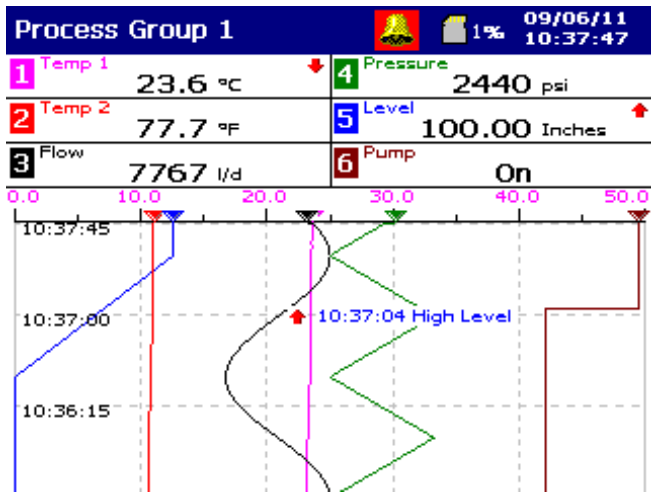 Process Group 1 1% 09/06/11
10:37:47
1 Temp 1 23.6 °C
4 Pressure 2440 psi
2 Temp 2 77.7 °F
5 Level 100.00 Inches
3 Flow 7767 l/d
6 Pump On
0.0 10.0 20.0 30.0 40.0 50.0
10:37:45
10:37:00
10:37:04 High Level
10:36:15